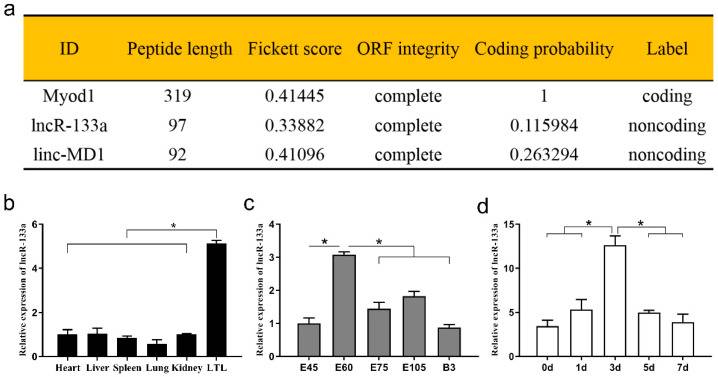 a
ID Peptide length Fickett score ORF integrity Coding probability Label
Myod1 319 0.41445 complete 1 coding
lncR-133a 97 0.33882 complete 0.115984 noncoding
linc-MD1 92 0.41096 complete 0.263294 noncoding
b
Relative expression of lncR-133a
6
4
2
0
*
Heart Liver Spleen Lung Kidney LTL
c
Relative expression of lncR-133a
4
3
2
1
0
* *
E45 E60 E75 E105 B3
d
Relative expression of lncR-133a
15
10
5
0
* *
0d 1d 3d 5d 7d